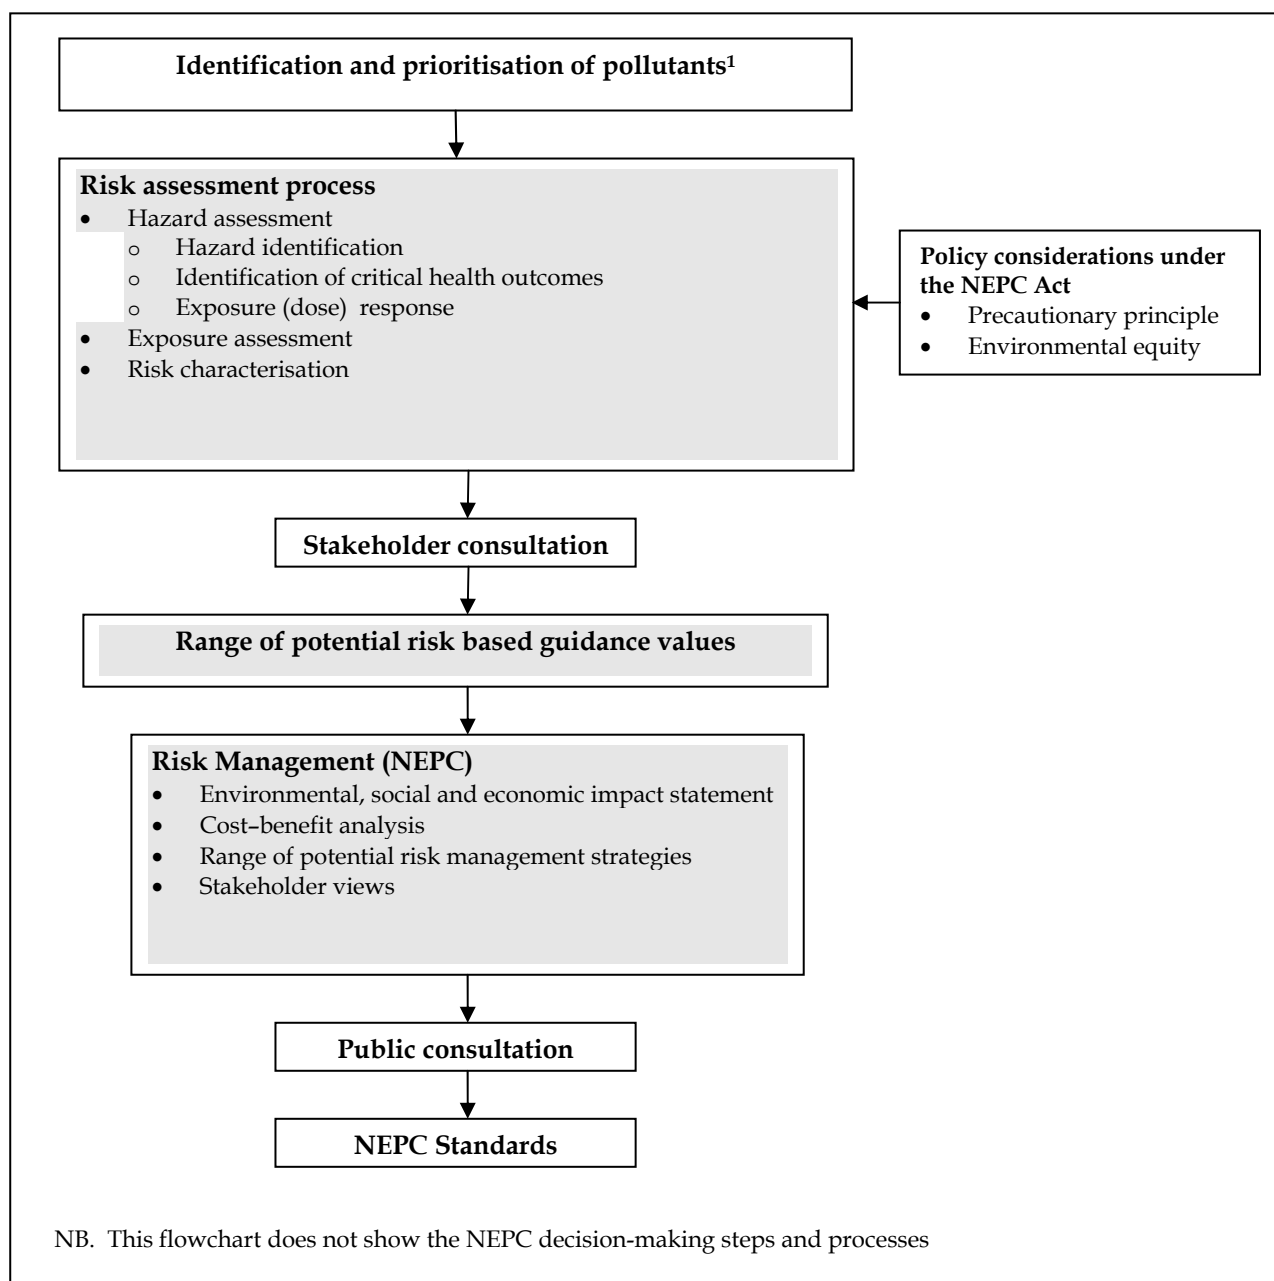 Identification and prioritisation of pollutants¹
Risk assessment process
• Hazard assessment
o Hazard identification
o Identification of critical health outcomes
o Exposure (dose) response
• Exposure assessment
• Risk characterisation
Policy considerations under
the NEPC Act
• Precautionary principle
• Environmental equity
Stakeholder consultation
Range of potential risk based guidance values
Risk Management (NEPC)
• Environmental, social and economic impact statement
• Cost–benefit analysis
• Range of potential risk management strategies
• Stakeholder views
Public consultation
NEPC Standards
NB. This flowchart does not show the NEPC decision-making steps and processes